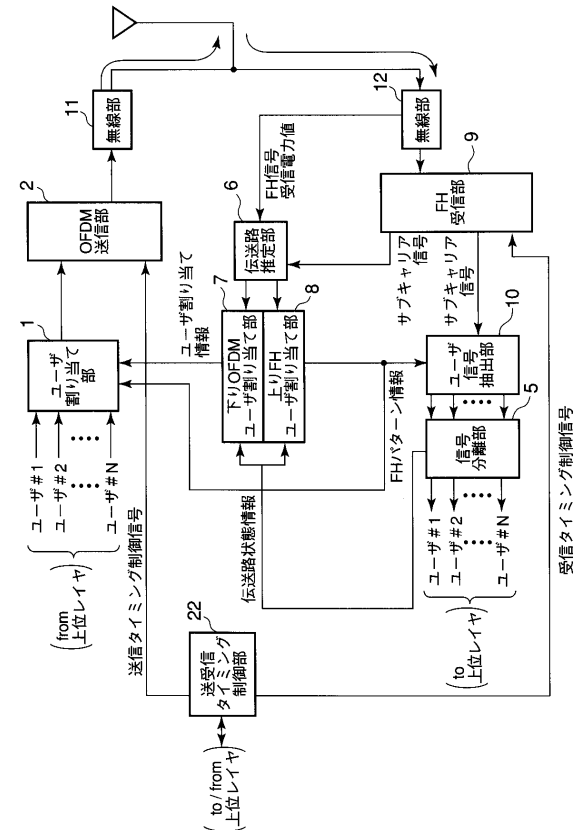 (from
上位レイヤ)
ユーザ#1
ユーザ#2
ユーザ#N
1
ユーザ
割り当て
部
2
OFDM
送信部
11
無線部
送信タイミング制御信号
ユーザ割り当て
情報
7
下りOFDM
ユーザ割り当て部
上りFH
ユーザ割り当て部
8
6
伝送路
推定部
FH信号
受信電力値
12
無線部
伝送路状態情報
22
送受信
タイミング
制御部
(to / from
上位レイヤ)
FHパターン情報
サブキャリア
信号
サブキャリア
信号
9
FH
受信部
10
ユーザ
信号
抽出部
5
信号
分離部
ユーザ#1
ユーザ#2
ユーザ#N
(to
上位レイヤ)
受信タイミング制御信号